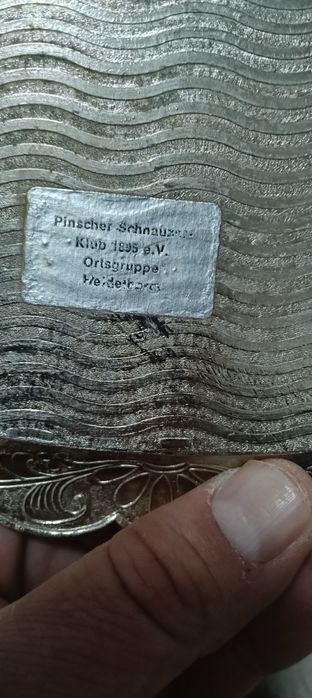 Pinscher Schnauzer
Klub 1895 e.V.
Ortsgruppe
Heidelberg